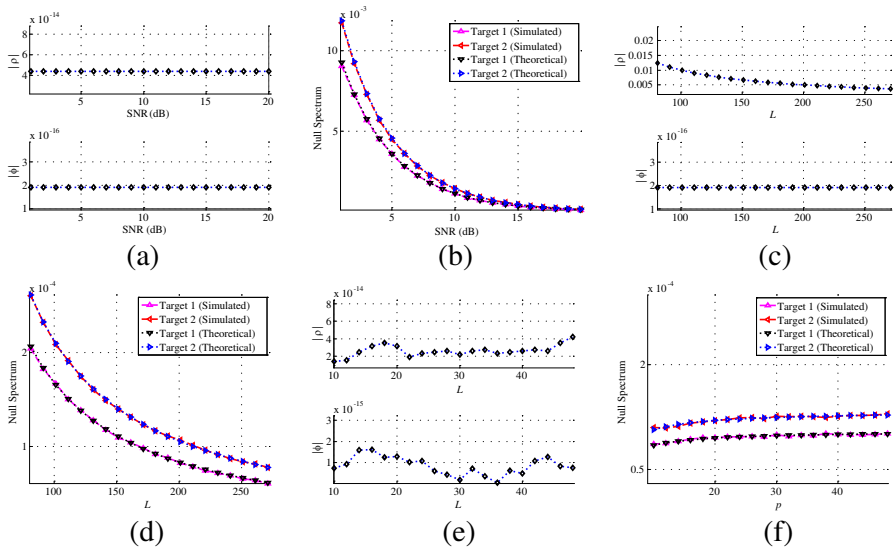 x 10⁻¹⁴
8
6
4
|ρ|
5 10 15 20
SNR (dB)
x 10⁻¹⁶
3
2
1
|ϕ|
5 10 15 20
SNR (dB)
(a)
x 10⁻³
10
5
Null Spectrum
Target 1 (Simulated)
Target 2 (Simulated)
Target 1 (Theoretical)
Target 2 (Theoretical)
5 10 15
SNR (dB)
(b)
0.02
0.015
0.01
0.005
|ρ|
100 150 200 250
L
x 10⁻¹⁶
3
2
1
|ϕ|
100 150 200 250
L
(c)
x 10⁻⁴
2
1
Null Spectrum
Target 1 (Simulated)
Target 2 (Simulated)
Target 1 (Theoretical)
Target 2 (Theoretical)
100 150 200 250
L
(d)
x 10⁻¹⁴
8
6
4
2
|ρ|
10 20 30 40
L
x 10⁻¹⁵
3
2
1
|ϕ|
10 20 30 40
L
(e)
x 10⁻⁴
2
0.5
Null Spectrum
Target 1 (Simulated)
Target 2 (Simulated)
Target 1 (Theoretical)
Target 2 (Theoretical)
20 30 40
p
(f)